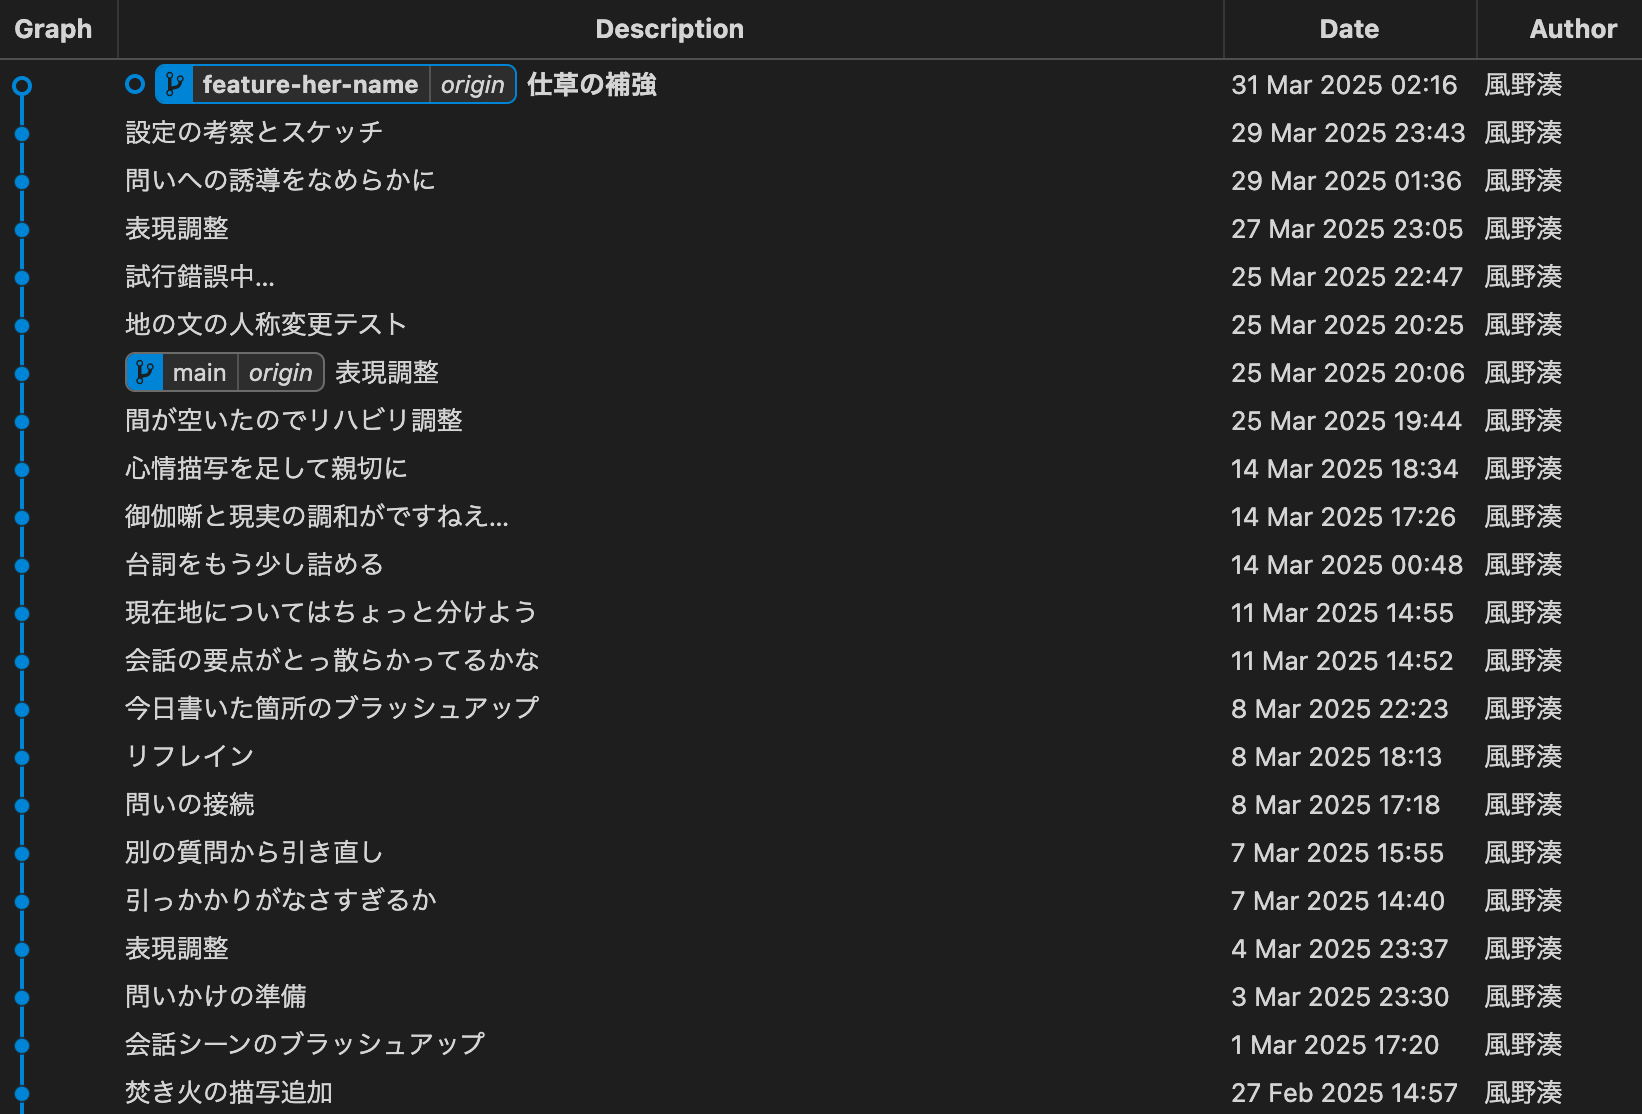 Graph Description Date Author
feature-her-name origin 仕草の補強 31 Mar 2025 02:16 風野湊
設定の考察とスケッチ 29 Mar 2025 23:43 風野湊
問いへの誘導をなめらかに 29 Mar 2025 01:36 風野湊
表現調整 27 Mar 2025 23:05 風野湊
試行錯誤中... 25 Mar 2025 22:47 風野湊
地の文の人称変更テスト 25 Mar 2025 20:25 風野湊
main origin 表現調整 25 Mar 2025 20:06 風野湊
間が空いたのでリハビリ調整 25 Mar 2025 19:44 風野湊
心情描写を足して親切に 14 Mar 2025 18:34 風野湊
御伽噺と現実の調和がですねえ... 14 Mar 2025 17:26 風野湊
台詞をもう少し詰める 14 Mar 2025 00:48 風野湊
現在地についてはちょっと分けよう 11 Mar 2025 14:55 風野湊
会話の要点がとっ散らかってるかな 11 Mar 2025 14:52 風野湊
今日書いた箇所のブラッシュアップ 8 Mar 2025 22:23 風野湊
リフレイン 8 Mar 2025 18:13 風野湊
問いの接続 8 Mar 2025 17:18 風野湊
別の質問から引き直し 7 Mar 2025 15:55 風野湊
引っかかりがなさすぎるか 7 Mar 2025 14:40 風野湊
表現調整 4 Mar 2025 23:37 風野湊
問いかけの準備 3 Mar 2025 23:30 風野湊
会話シーンのブラッシュアップ 1 Mar 2025 17:20 風野湊
焚き火の描写追加 27 Feb 2025 14:57 風野湊